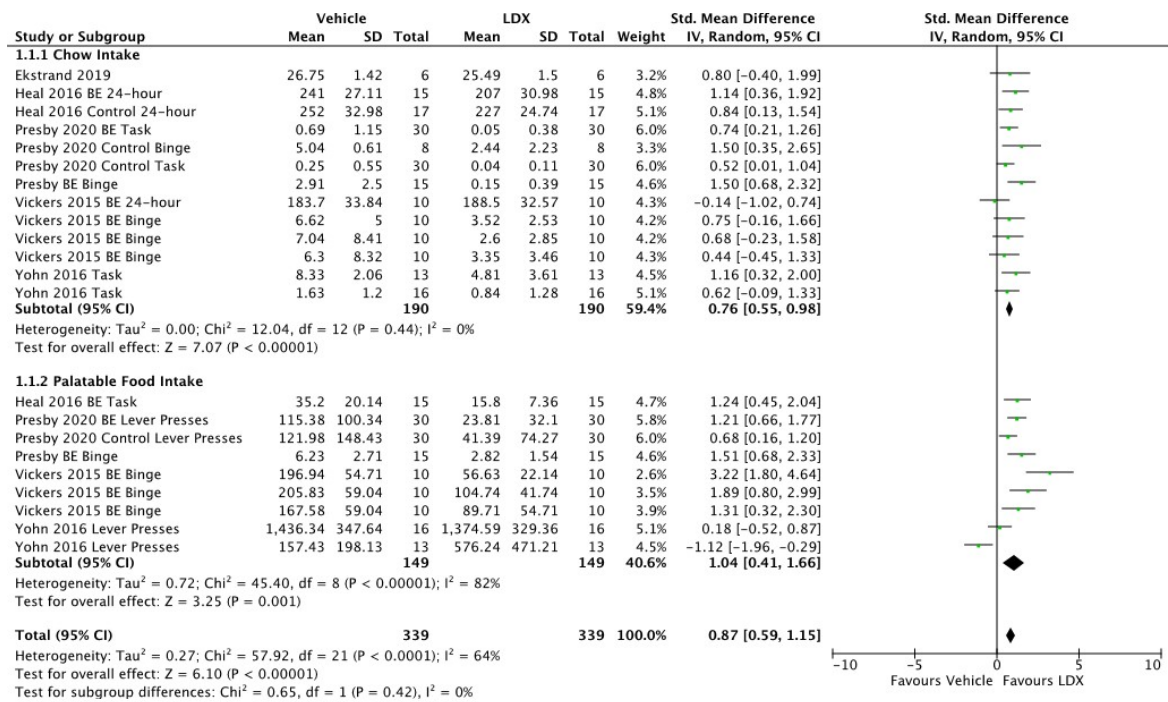 Vehicle LDX Std. Mean Difference Std. Mean Difference
Study or Subgroup Mean SD Total Mean SD Total Weight IV, Random, 95% CI IV, Random, 95% CI
1.1.1 Chow Intake
Ekstrand 2019 26.75 1.42 6 25.49 1.5 6 3.2% 0.80 [-0.40, 1.99]
Heal 2016 BE 24-hour 241 27.11 15 207 30.98 15 4.8% 1.14 [0.36, 1.92]
Heal 2016 Control 24-hour 252 32.98 17 227 24.74 17 5.1% 0.84 [0.13, 1.54]
Presby 2020 BE Task 0.69 1.15 30 0.05 0.38 30 6.0% 0.74 [0.21, 1.26]
Presby 2020 Control Binge 5.04 0.61 8 2.44 2.23 8 3.3% 1.50 [0.35, 2.65]
Presby 2020 Control Task 0.25 0.55 30 0.04 0.11 30 6.0% 0.52 [0.01, 1.04]
Presby BE Binge 2.91 2.5 15 0.15 0.39 15 4.6% 1.50 [0.68, 2.32]
Vickers 2015 BE 24-hour 183.7 33.84 10 188.5 32.57 10 4.3% -0.14 [-1.02, 0.74]
Vickers 2015 BE Binge 6.62 5 10 3.52 2.53 10 4.2% 0.75 [-0.16, 1.66]
Vickers 2015 BE Binge 7.04 8.41 10 2.6 2.85 10 4.2% 0.68 [-0.23, 1.58]
Vickers 2015 BE Binge 6.3 8.32 10 3.35 3.46 10 4.3% 0.44 [-0.45, 1.33]
Yohn 2016 Task 8.33 2.06 13 4.81 3.61 13 4.5% 1.16 [0.32, 2.00]
Yohn 2016 Task 1.63 1.2 16 0.84 1.28 16 5.1% 0.62 [-0.09, 1.33]
Subtotal (95% CI) 190 190 59.4% 0.76 [0.55, 0.98]
Heterogeneity: Tau² = 0.00; Chi² = 12.04, df = 12 (P = 0.44); I² = 0%
Test for overall effect: Z = 7.07 (P < 0.00001)
1.1.2 Palatable Food Intake
Heal 2016 BE Task 35.2 20.14 15 15.8 7.36 15 4.7% 1.24 [0.45, 2.04]
Presby 2020 BE Lever Presses 115.38 100.34 30 23.81 32.1 30 5.8% 1.21 [0.66, 1.77]
Presby 2020 Control Lever Presses 121.98 148.43 30 41.39 74.27 30 6.0% 0.68 [0.16, 1.20]
Presby BE Binge 6.23 2.71 15 2.82 1.54 15 4.6% 1.51 [0.68, 2.33]
Vickers 2015 BE Binge 196.94 54.71 10 56.63 22.14 10 2.6% 3.22 [1.80, 4.64]
Vickers 2015 BE Binge 205.83 59.04 10 104.74 41.74 10 3.5% 1.89 [0.80, 2.99]
Vickers 2015 BE Binge 167.58 59.04 10 89.71 54.71 10 3.9% 1.31 [0.32, 2.30]
Yohn 2016 Lever Presses 1,436.34 347.64 16 1,374.59 329.36 16 5.1% 0.18 [-0.52, 0.87]
Yohn 2016 Lever Presses 157.43 198.13 13 576.24 471.21 13 4.5% -1.12 [-1.96, -0.29]
Subtotal (95% CI) 149 149 40.6% 1.04 [0.41, 1.66]
Heterogeneity: Tau² = 0.72; Chi² = 45.40, df = 8 (P < 0.00001); I² = 82%
Test for overall effect: Z = 3.25 (P = 0.001)
Total (95% CI) 339 339 100.0% 0.87 [0.59, 1.15]
Heterogeneity: Tau² = 0.27; Chi² = 57.92, df = 21 (P < 0.0001); I² = 64%
Test for overall effect: Z = 6.10 (P < 0.00001)
Test for subgroup differences: Chi² = 0.65, df = 1 (P = 0.42), I² = 0%
-10 -5 0 5 10
Favours Vehicle Favours LDX